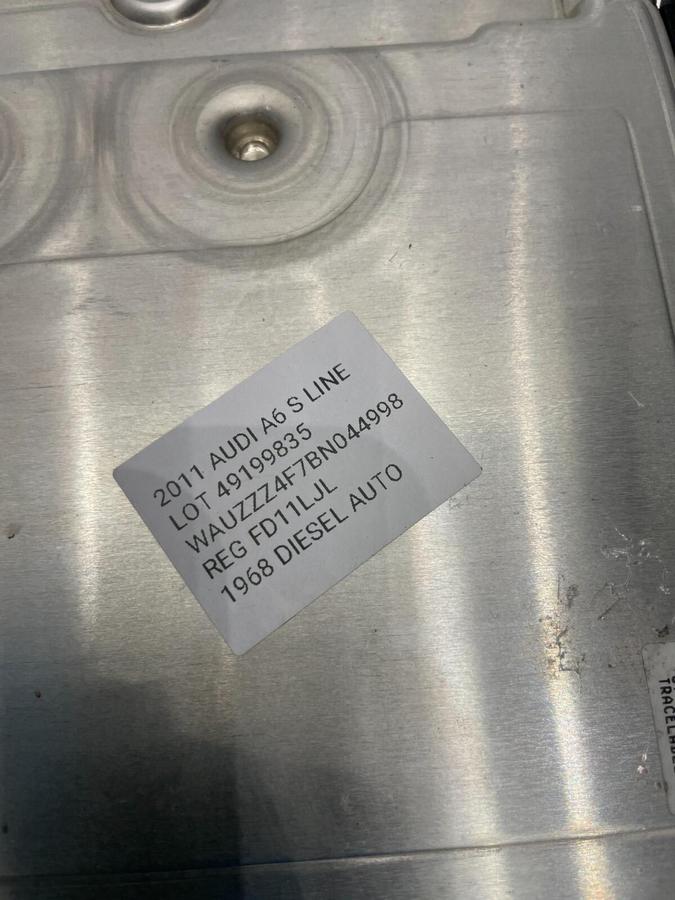 2011 AUDI A6 S LINE
LOT 49199835
WAUZZZ4F7BN044998
REG FD11LJL
1968 DIESEL AUTO